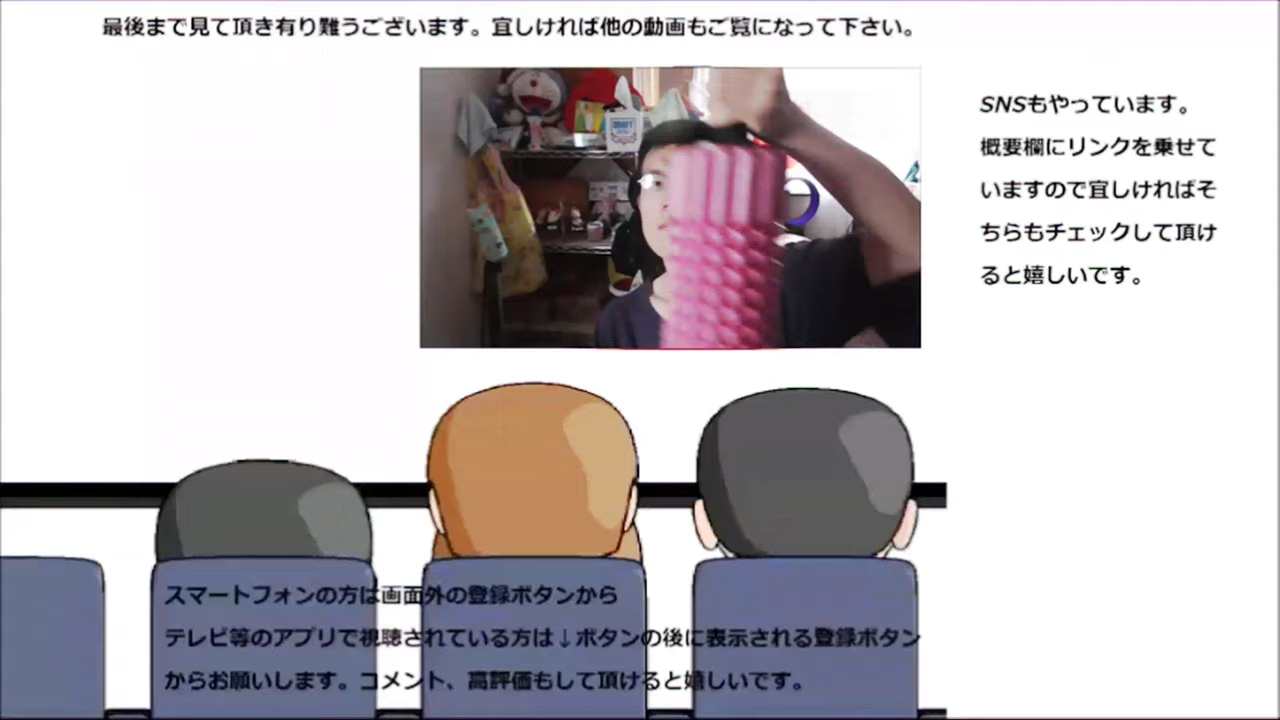 最後まで見て頂き有り難うございます。宜しければ他の動画もご覧になって下さい。
SNSもやっています。
概要欄にリンクを乗せて
いますので宜しければそ
ちらもチェックして頂け
ると嬉しいです。
スマートフォンの方は画面外の登録ボタンから
テレビ等のアプリで視聴されている方は↓ボタンの後に表示される登録ボタン
からお願いします。コメント、高評価もして頂けると嬉しいです。